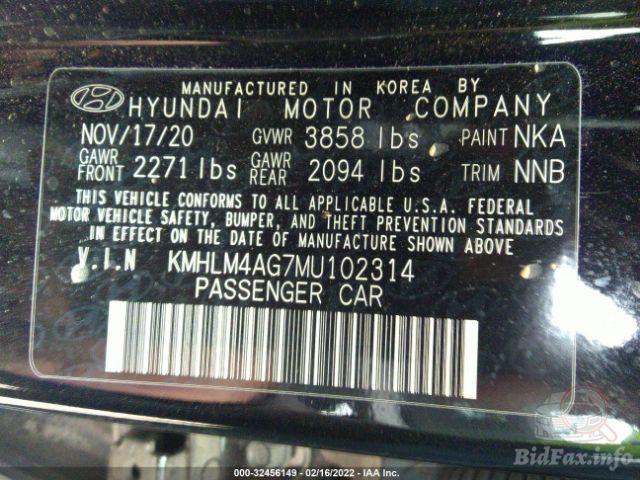 MANUFACTURED IN KOREA BY
HYUNDAI MOTOR COMPANY
NOV/17/20 GVWR 3858 lbs PAINT NKA
GAWR FRONT 2271 lbs GAWR REAR 2094 lbs TRIM NNB
THIS VEHICLE CONFORMS TO ALL APPLICABLE U.S.A. FEDERAL
MOTOR VEHICLE SAFETY, BUMPER, AND THEFT PREVENTION STANDARDS
IN EFFECT ON THE DATE OF MANUFACTURE SHOWN ABOVE
V.I.N KMHLM4AG7MU102314
PASSENGER CAR
000-32456149 - 02/16/2022 - IAA Inc.
BidFax.info